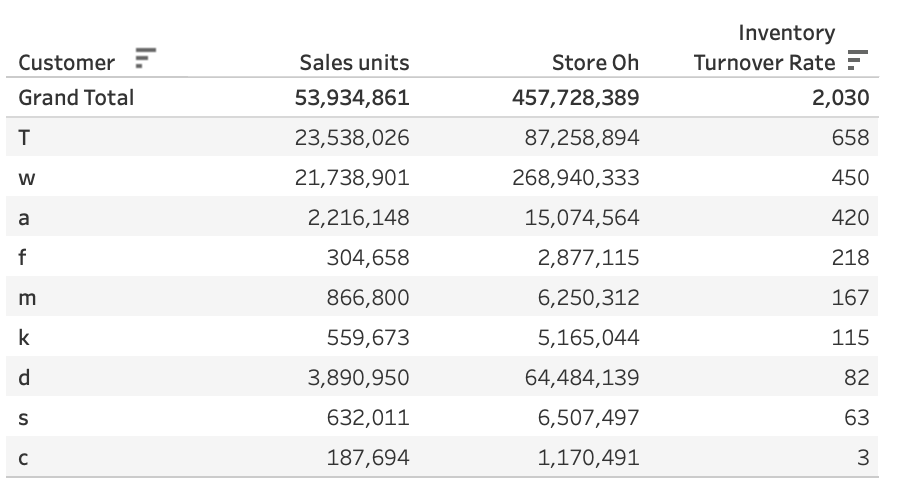 Inventory
Customer Sales units Store Oh Turnover Rate
Grand Total 53,934,861 457,728,389 2,030
T 23,538,026 87,258,894 658
w 21,738,901 268,940,333 450
a 2,216,148 15,074,564 420
f 304,658 2,877,115 218
m 866,800 6,250,312 167
k 559,673 5,165,044 115
d 3,890,950 64,484,139 82
s 632,011 6,507,497 63
c 187,694 1,170,491 3